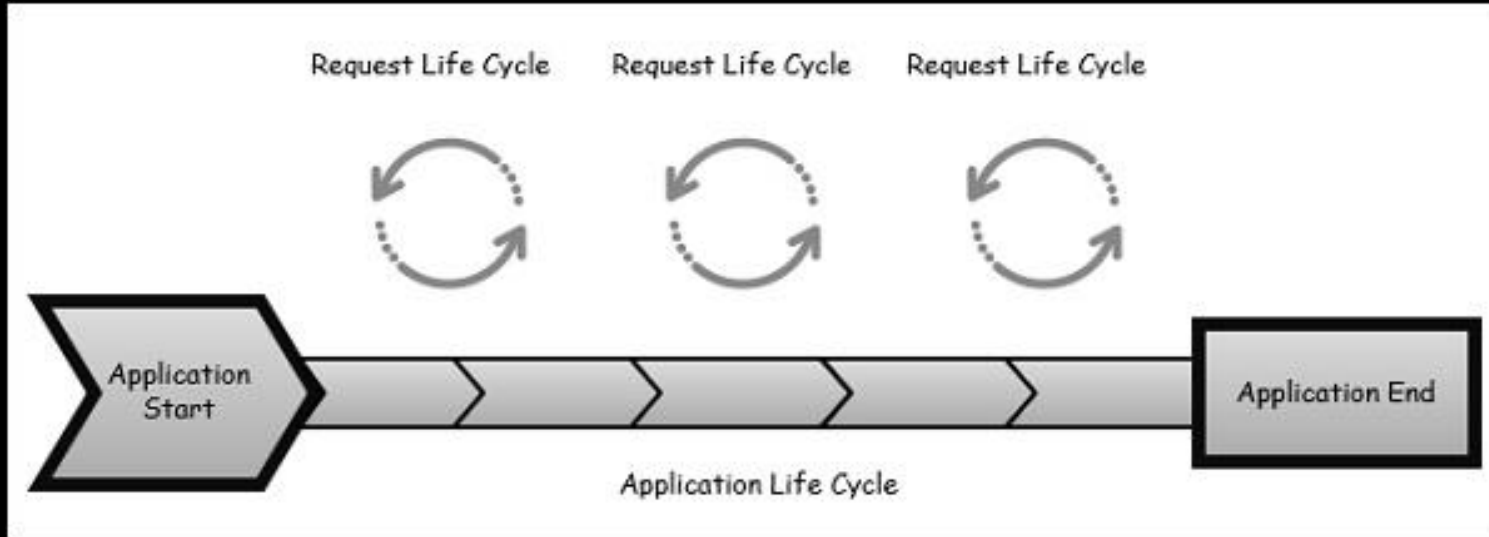 Request Life Cycle
Request Life Cycle
Request Life Cycle
Application
Start
Application End
Application Life Cycle